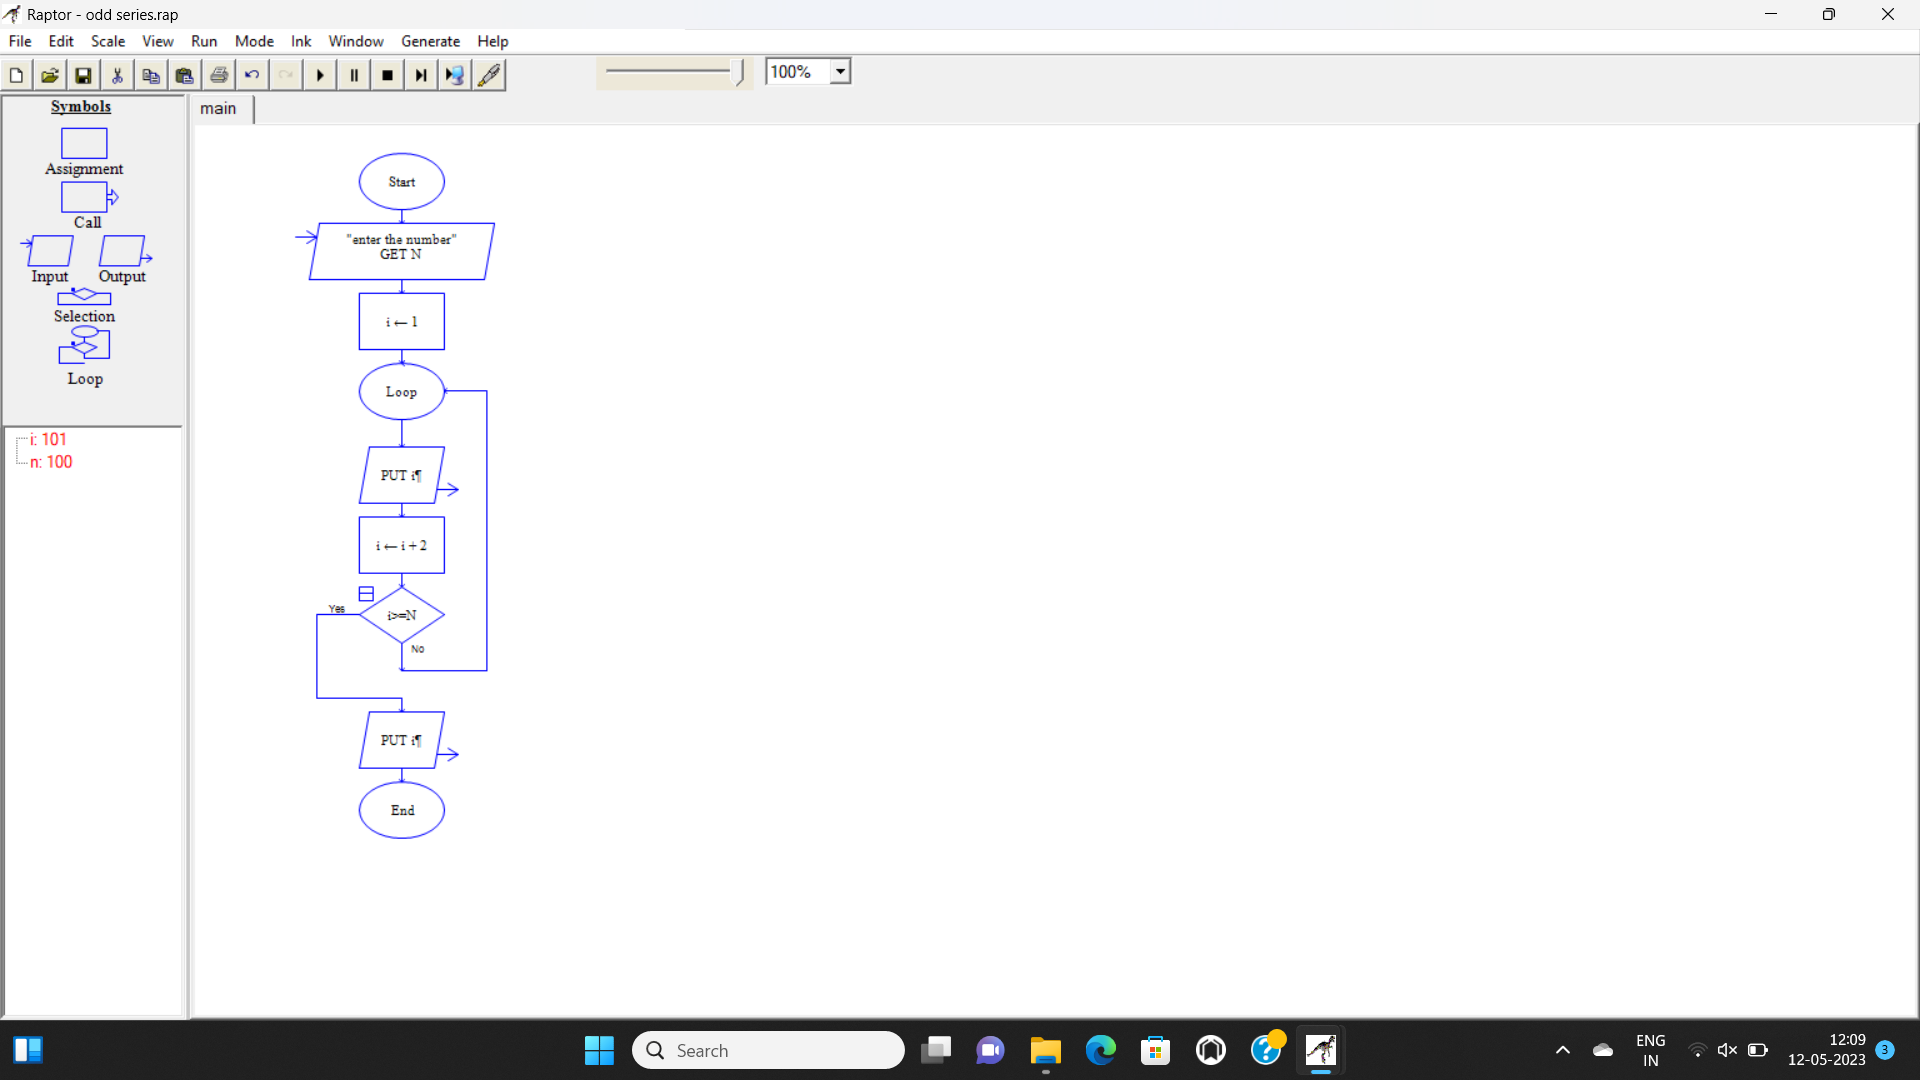 Raptor - odd series.rap
File Edit Scale View Run Mode Ink Window Generate Help
100%
Symbols
Assignment
Call
Input Output
Selection
Loop
i: 101
n: 100
main
Start
"enter the number"
GET N
i ← 1
Loop
PUT i¶
i ← i + 2
Yes
i>=N
No
PUT i¶
End
Search
ENG
IN
12:09
12-05-2023
3